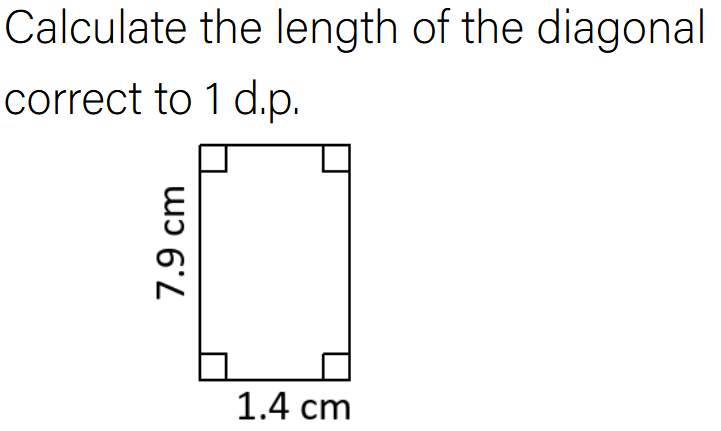 Calculate the length of the diagonal
correct to 1 d.p.
7.9 cm
1.4 cm